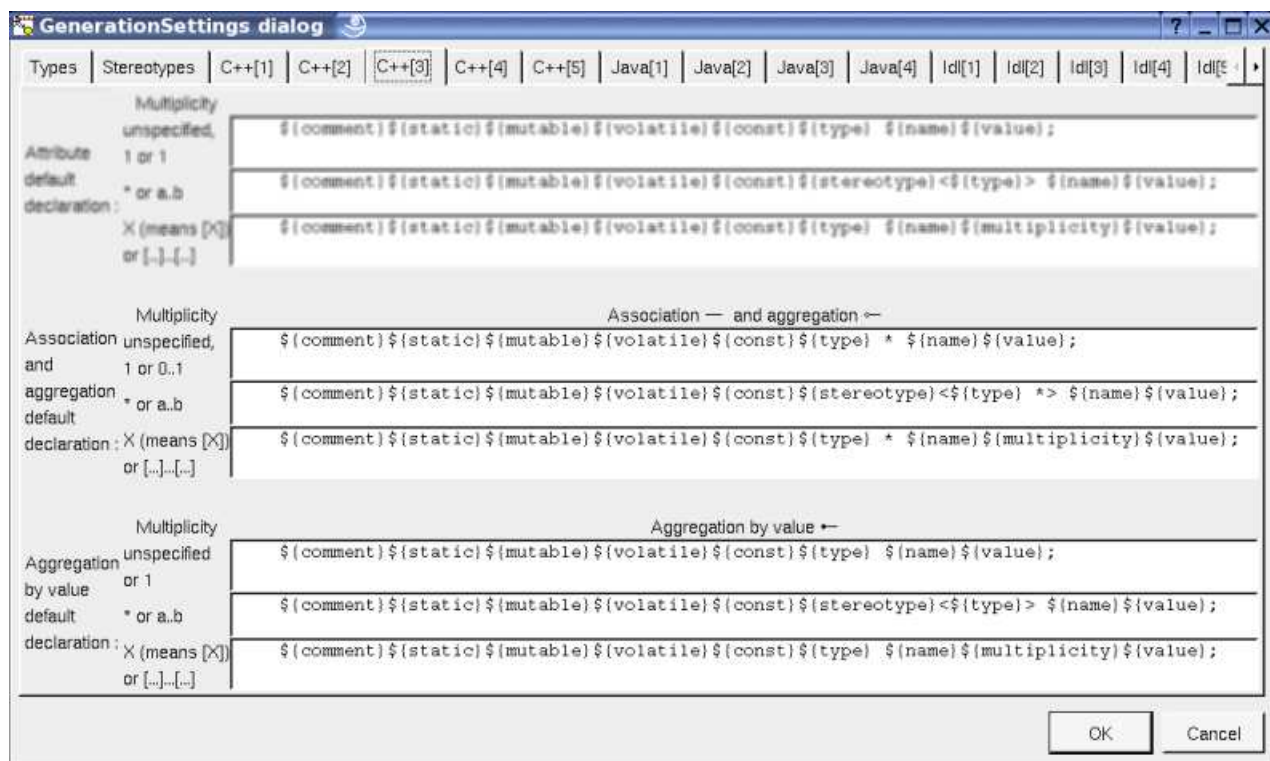 GenerationSettings dialog
Types Stereotypes C++[1] C++[2] C++[3] C++[4] C++[5] Java[1] Java[2] Java[3] Java[4] Idl[1] Idl[2] Idl[3] Idl[4]
Multiplicity
unspecified,
1 or 1
${comment}${static}${mutable}${volatile}${const}${type} ${name}${value};
Attribute
default
declaration :
* or a..b
${comment}${static}${mutable}${volatile}${const}${stereotype}<${type}> ${name}${value};
X (means [X])
or [..]..[..]
${comment}${static}${mutable}${volatile}${const}${type} ${name}${multiplicity}${value};
Multiplicity
Association — and aggregation
Association
and
aggregation
default
declaration :
unspecified,
1 or 0..1
${comment}${static}${mutable}${volatile}${const}${type} * ${name}${value};
* or a..b
${comment}${static}${mutable}${volatile}${const}${stereotype}<${type} *> ${name}${value};
X (means [X])
or [...]...[...]
${comment}${static}${mutable}${volatile}${const}${type} * ${name}${multiplicity}${value};
Multiplicity
Aggregation by value
Aggregation
by value
default
declaration :
unspecified
or 1
${comment}${static}${mutable}${volatile}${const}${type} ${name}${value};
* or a..b
${comment}${static}${mutable}${volatile}${const}${stereotype}<${type}> ${name}${value};
X (means [X])
or [...]...[...]
${comment}${static}${mutable}${volatile}${const}${type} ${name}${multiplicity}${value};
OK Cancel